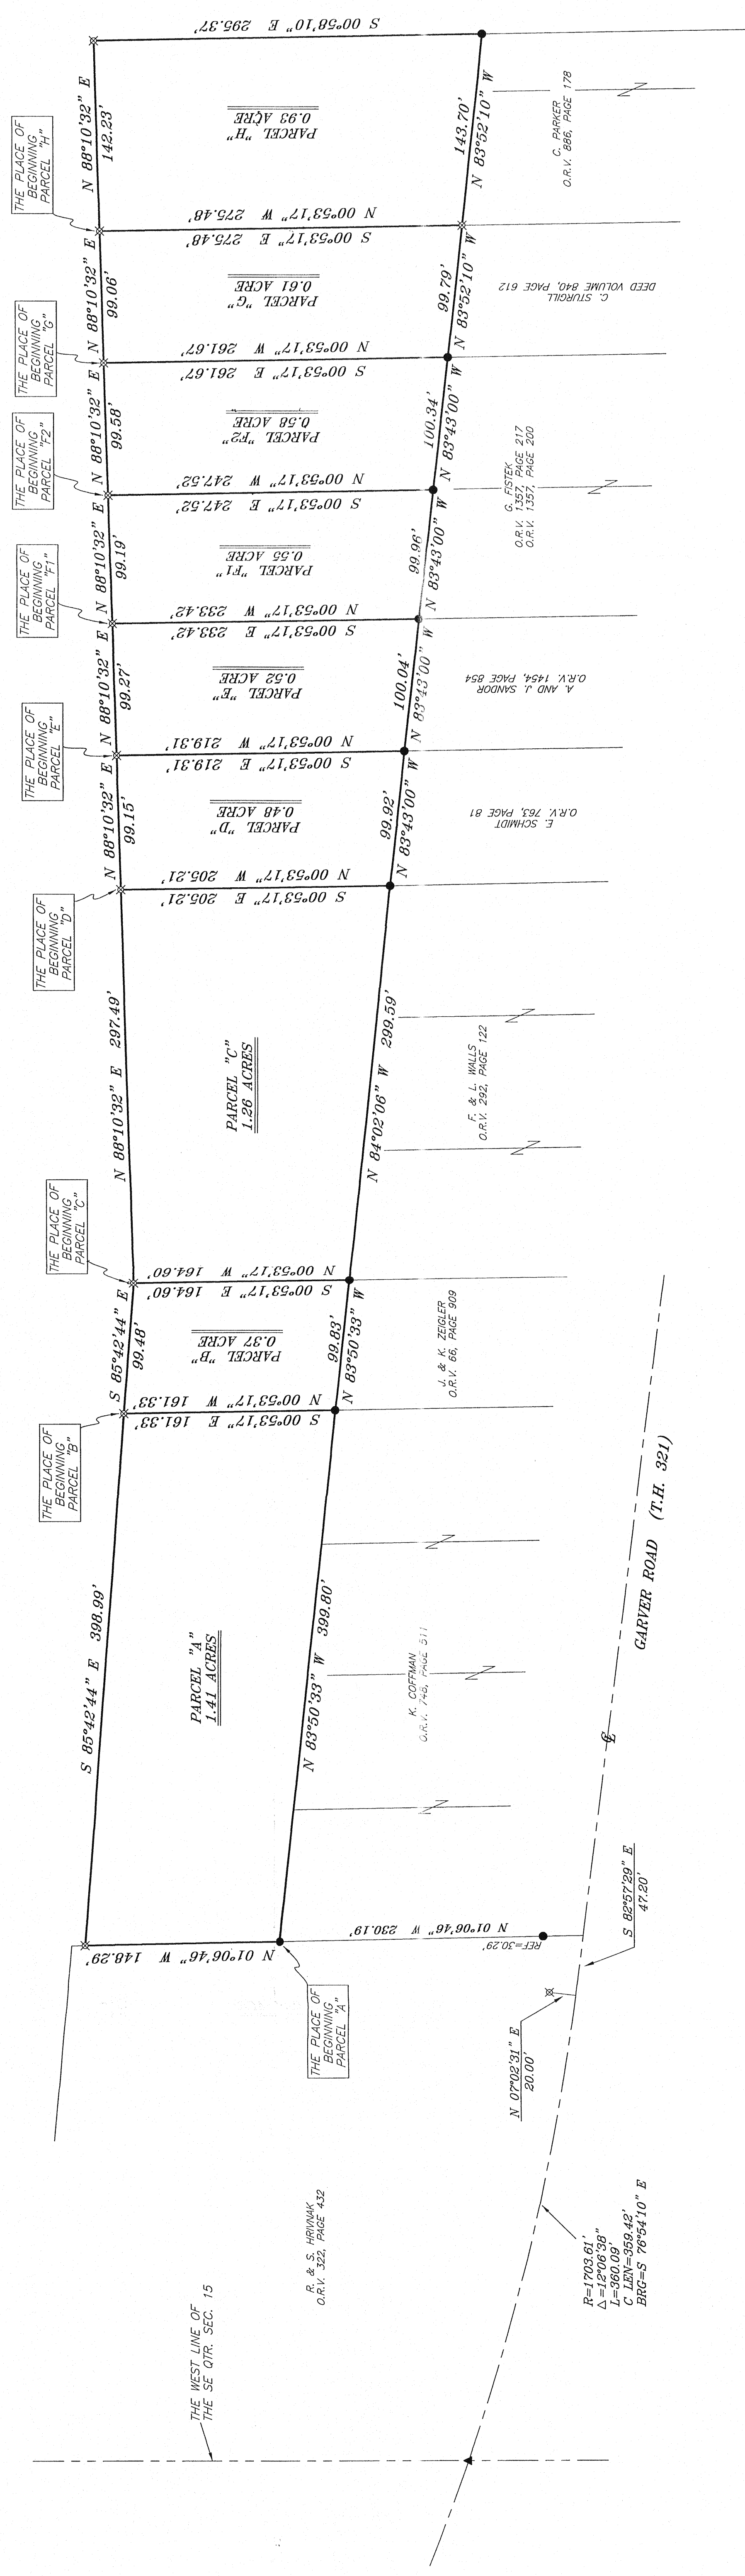 S 00°58'10" E 295.37'
N 88°10'32" E
142.23'
PARCEL "H"
0.93 ACRE
143.70'
N 83°52'10" W
C. PARKER
O.R.V. 886, PAGE 178
THE PLACE OF
BEGINNING
PARCEL "H"
N 00°53'17" W 275.48'
S 00°53'17" E 275.48'
N 88°10'32" E
99.06'
PARCEL "G"
0.61 ACRE
99.79'
N 83°52'10" W
C. STURGILL
DEED VOLUME 840, PAGE 612
THE PLACE OF
BEGINNING
PARCEL "G"
N 00°53'17" W 261.67'
S 00°53'17" E 261.67'
N 88°10'32" E
99.58'
PARCEL "F2"
0.58 ACRE
100.34'
N 83°43'00" W
G. FISTEK
O.R.V. 1357, PAGE 217
O.R.V. 1357, PAGE 200
THE PLACE OF
BEGINNING
PARCEL "F2"
N 00°53'17" W 247.52'
S 00°53'17" E 247.52'
N 88°10'32" E
99.19'
PARCEL "F1"
0.55 ACRE
99.96'
N 83°43'00" W
THE PLACE OF
BEGINNING
PARCEL "F1"
N 00°53'17" W 233.42'
S 00°53'17" E 233.42'
N 88°10'32" E
99.27'
PARCEL "E"
0.52 ACRE
100.04'
N 83°43'00" W
A. AND J. SANDOR
O.R.V. 1454, PAGE 854
THE PLACE OF
BEGINNING
PARCEL "E"
N 00°53'17" W 219.31'
S 00°53'17" E 219.31'
N 88°10'32" E
99.15'
PARCEL "D"
0.48 ACRE
99.92'
N 83°43'00" W
E. SCHMIDT
O.R.V. 763, PAGE 81
THE PLACE OF
BEGINNING
PARCEL "D"
N 00°53'17" W 205.21'
S 00°53'17" E 205.21'
N 88°10'32" E 297.49'
PARCEL "C"
1.26 ACRES
N 84°02'06" W 299.59'
F. & L. WALLS
O.R.V. 292, PAGE 122
THE PLACE OF
BEGINNING
PARCEL "C"
N 00°53'17" W 164.60'
S 00°53'17" E 164.60'
S 85°42'44" E
99.48'
PARCEL "B"
0.37 ACRE
99.83'
N 83°50'33" W
J. & K. ZEIGLER
O.R.V. 66, PAGE 909
THE PLACE OF
BEGINNING
PARCEL "B"
N 00°53'17" W 161.33'
S 00°53'17" E 161.33'
S 85°42'44" E 398.99'
PARCEL "A"
1.41 ACRES
N 83°50'33" W 399.80'
K. COFFMAN
O.R.V. 748, PAGE 511
GARVER ROAD (T.H. 321)
N 01°06'46" W 148.29'
N 01°06'46" W 230.19'
REF=30.29'
THE PLACE OF
BEGINNING
PARCEL "A"
S 82°57'29" E
47.20'
N 07°02'31" E
20.00'
R. & S. HRIVNAK
O.R.V. 322, PAGE 432
R=1703.61'
Δ=12°06'38"
L=360.09'
C LEN=359.42'
BRG=S 76°54'10" E
THE WEST LINE OF
THE SE QTR. SEC. 15